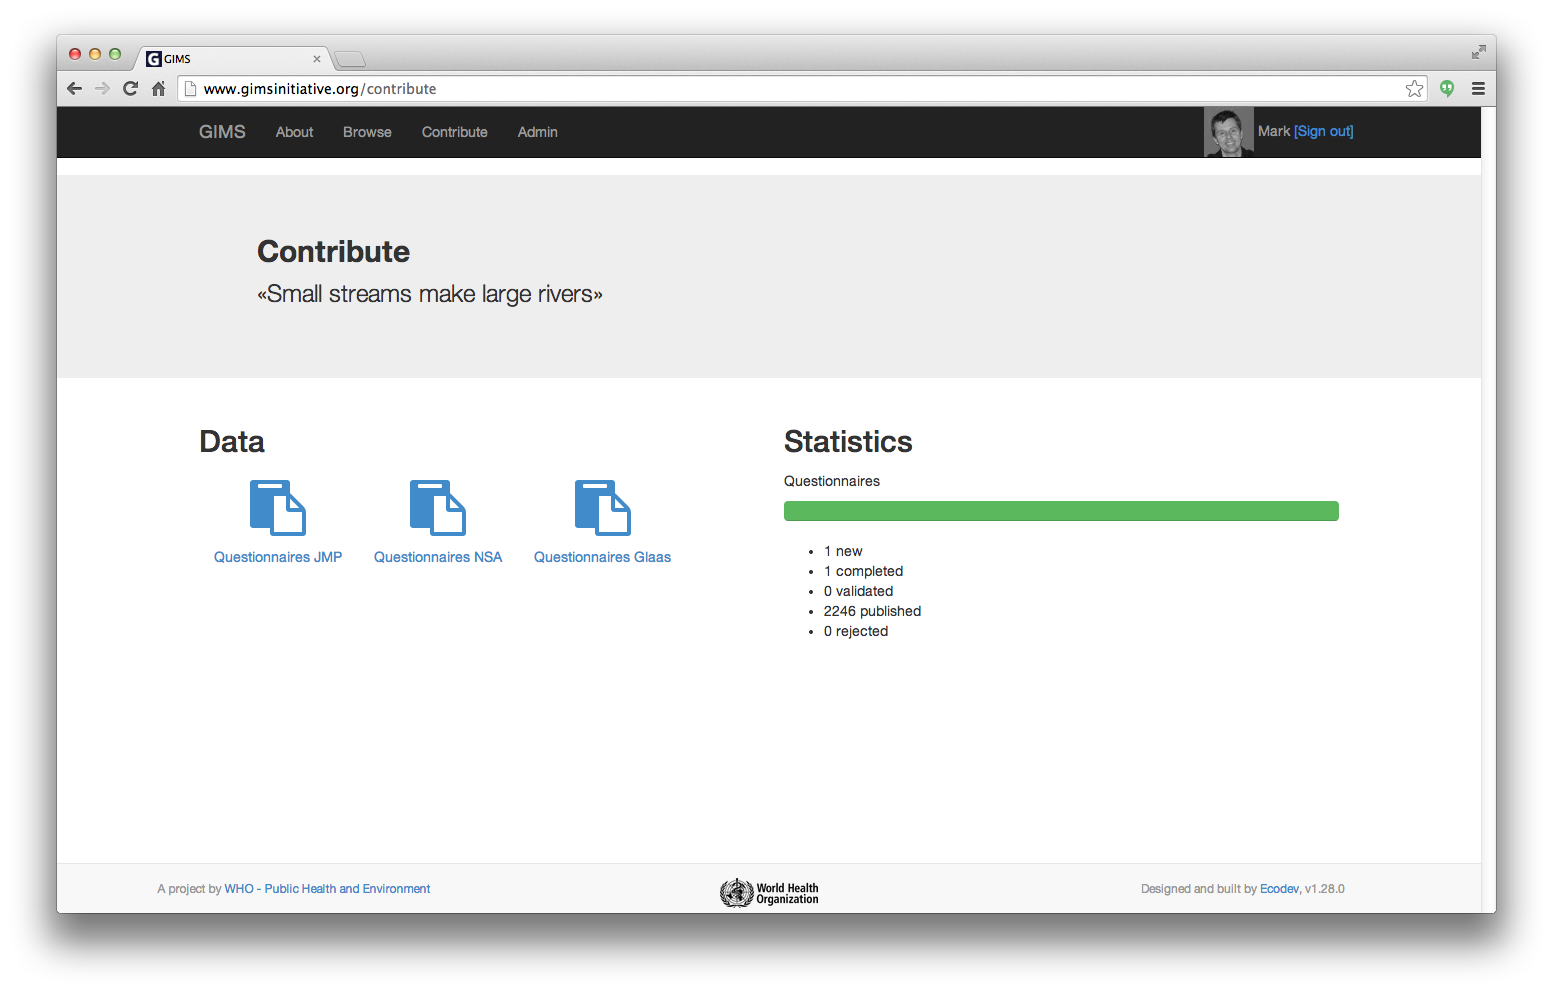 GIMS
www.gimsinitiative.org/contribute
GIMS About Browse Contribute Admin Mark [Sign out]
Contribute
«Small streams make large rivers»
Data
Questionnaires JMP Questionnaires NSA Questionnaires Glaas
Statistics
Questionnaires
• 1 new
• 1 completed
• 0 validated
• 2246 published
• 0 rejected
A project by WHO - Public Health and Environment
World Health
Organization
Designed and built by Ecodev, v1.28.0